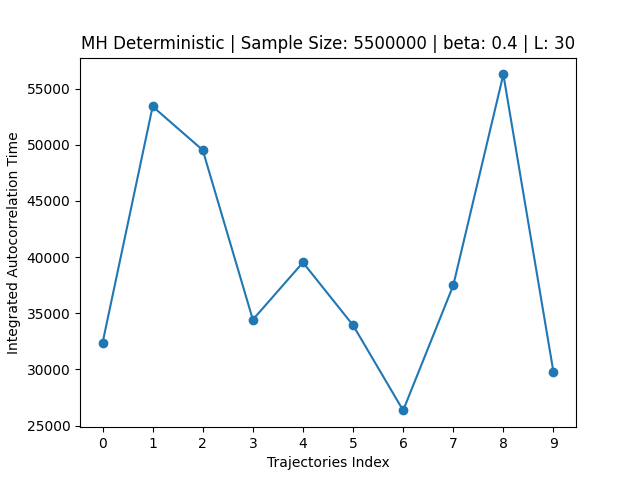 MH Deterministic | Sample Size: 5500000 | beta: 0.4 | L: 30
Integrated Autocorrelation Time
55000
50000
45000
40000
35000
30000
25000
0 1 2 3 4 5 6 7 8 9
Trajectories Index